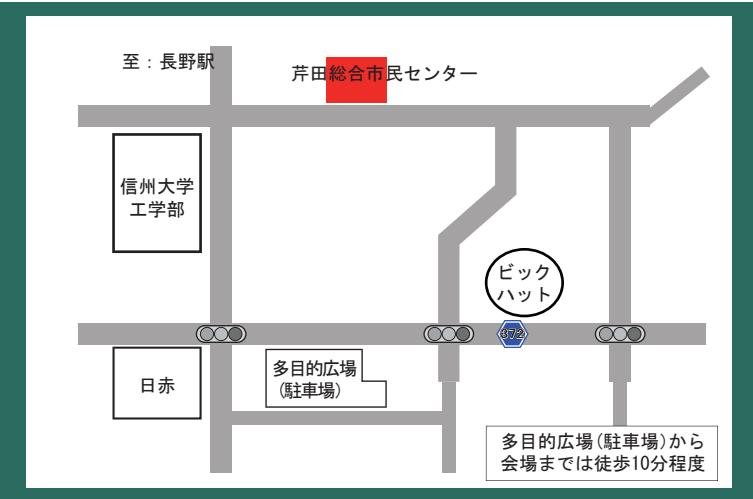 至：長野駅
芹田総合市民センター
信州大学
工学部
ビック
ハット
372
日赤
多目的広場
(駐車場)
多目的広場(駐車場)から
会場までは徒歩10分程度